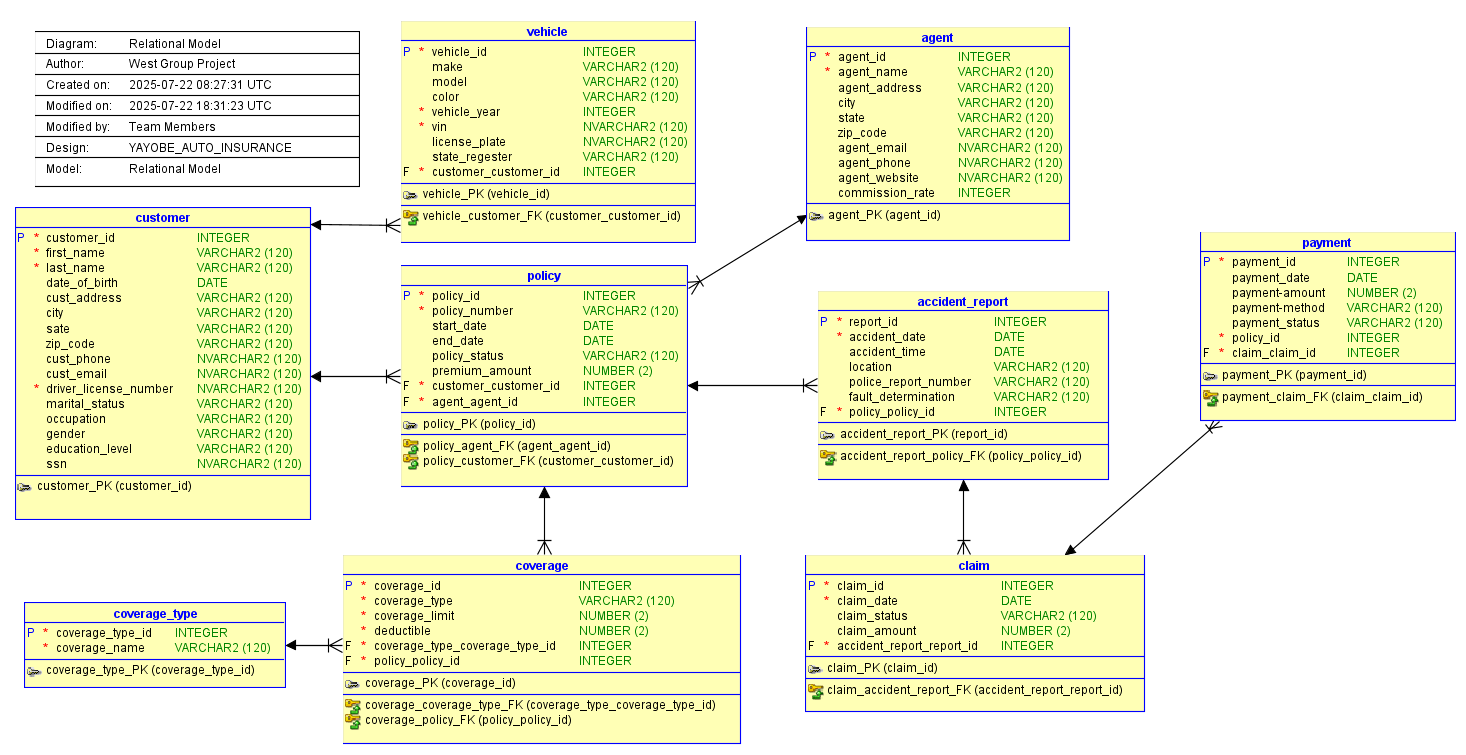 Diagram: Relational Model
Author: West Group Project
Created on: 2025-07-22 08:27:31 UTC
Modified on: 2025-07-22 18:31:23 UTC
Modified by: Team Members
Design: YAYOBE_AUTO_INSURANCE
Model: Relational Model
vehicle
P * vehicle_id INTEGER
make VARCHAR2 (120)
model VARCHAR2 (120)
color VARCHAR2 (120)
* vehicle_year INTEGER
* vin NVARCHAR2 (120)
license_plate NVARCHAR2 (120)
state_regester VARCHAR2 (120)
F * customer_customer_id INTEGER
vehicle_PK (vehicle_id)
vehicle_customer_FK (customer_customer_id)
agent
P * agent_id INTEGER
* agent_name VARCHAR2 (120)
agent_address VARCHAR2 (120)
city VARCHAR2 (120)
state VARCHAR2 (120)
zip_code VARCHAR2 (120)
agent_email NVARCHAR2 (120)
agent_phone NVARCHAR2 (120)
agent_website NVARCHAR2 (120)
commission_rate INTEGER
agent_PK (agent_id)
customer
P * customer_id INTEGER
* first_name VARCHAR2 (120)
* last_name VARCHAR2 (120)
date_of_birth DATE
cust_address VARCHAR2 (120)
city VARCHAR2 (120)
sate VARCHAR2 (120)
zip_code VARCHAR2 (120)
cust_phone NVARCHAR2 (120)
cust_email NVARCHAR2 (120)
* driver_license_number NVARCHAR2 (120)
marital_status VARCHAR2 (120)
occupation VARCHAR2 (120)
gender VARCHAR2 (120)
education_level VARCHAR2 (120)
ssn NVARCHAR2 (120)
customer_PK (customer_id)
policy
P * policy_id INTEGER
* policy_number VARCHAR2 (120)
start_date DATE
end_date DATE
policy_status VARCHAR2 (120)
premium_amount NUMBER (2)
F * customer_customer_id INTEGER
F * agent_agent_id INTEGER
policy_PK (policy_id)
policy_agent_FK (agent_agent_id)
policy_customer_FK (customer_customer_id)
accident_report
P * report_id INTEGER
* accident_date DATE
accident_time DATE
location VARCHAR2 (120)
police_report_number VARCHAR2 (120)
fault_determination VARCHAR2 (120)
F * policy_policy_id INTEGER
accident_report_PK (report_id)
accident_report_policy_FK (policy_policy_id)
payment
P * payment_id INTEGER
payment_date DATE
payment-amount NUMBER (2)
payment-method VARCHAR2 (120)
payment_status VARCHAR2 (120)
* policy_id INTEGER
F * claim_claim_id INTEGER
payment_PK (payment_id)
payment_claim_FK (claim_claim_id)
coverage_type
P * coverage_type_id INTEGER
* coverage_name VARCHAR2 (120)
coverage_type_PK (coverage_type_id)
coverage
P * coverage_id INTEGER
* coverage_type VARCHAR2 (120)
* coverage_limit NUMBER (2)
* deductible NUMBER (2)
F * coverage_type_coverage_type_id INTEGER
F * policy_policy_id INTEGER
coverage_PK (coverage_id)
coverage_coverage_type_FK (coverage_type_coverage_type_id)
coverage_policy_FK (policy_policy_id)
claim
P * claim_id INTEGER
* claim_date DATE
claim_status VARCHAR2 (120)
claim_amount NUMBER (2)
F * accident_report_report_id INTEGER
claim_PK (claim_id)
claim_accident_report_FK (accident_report_report_id)